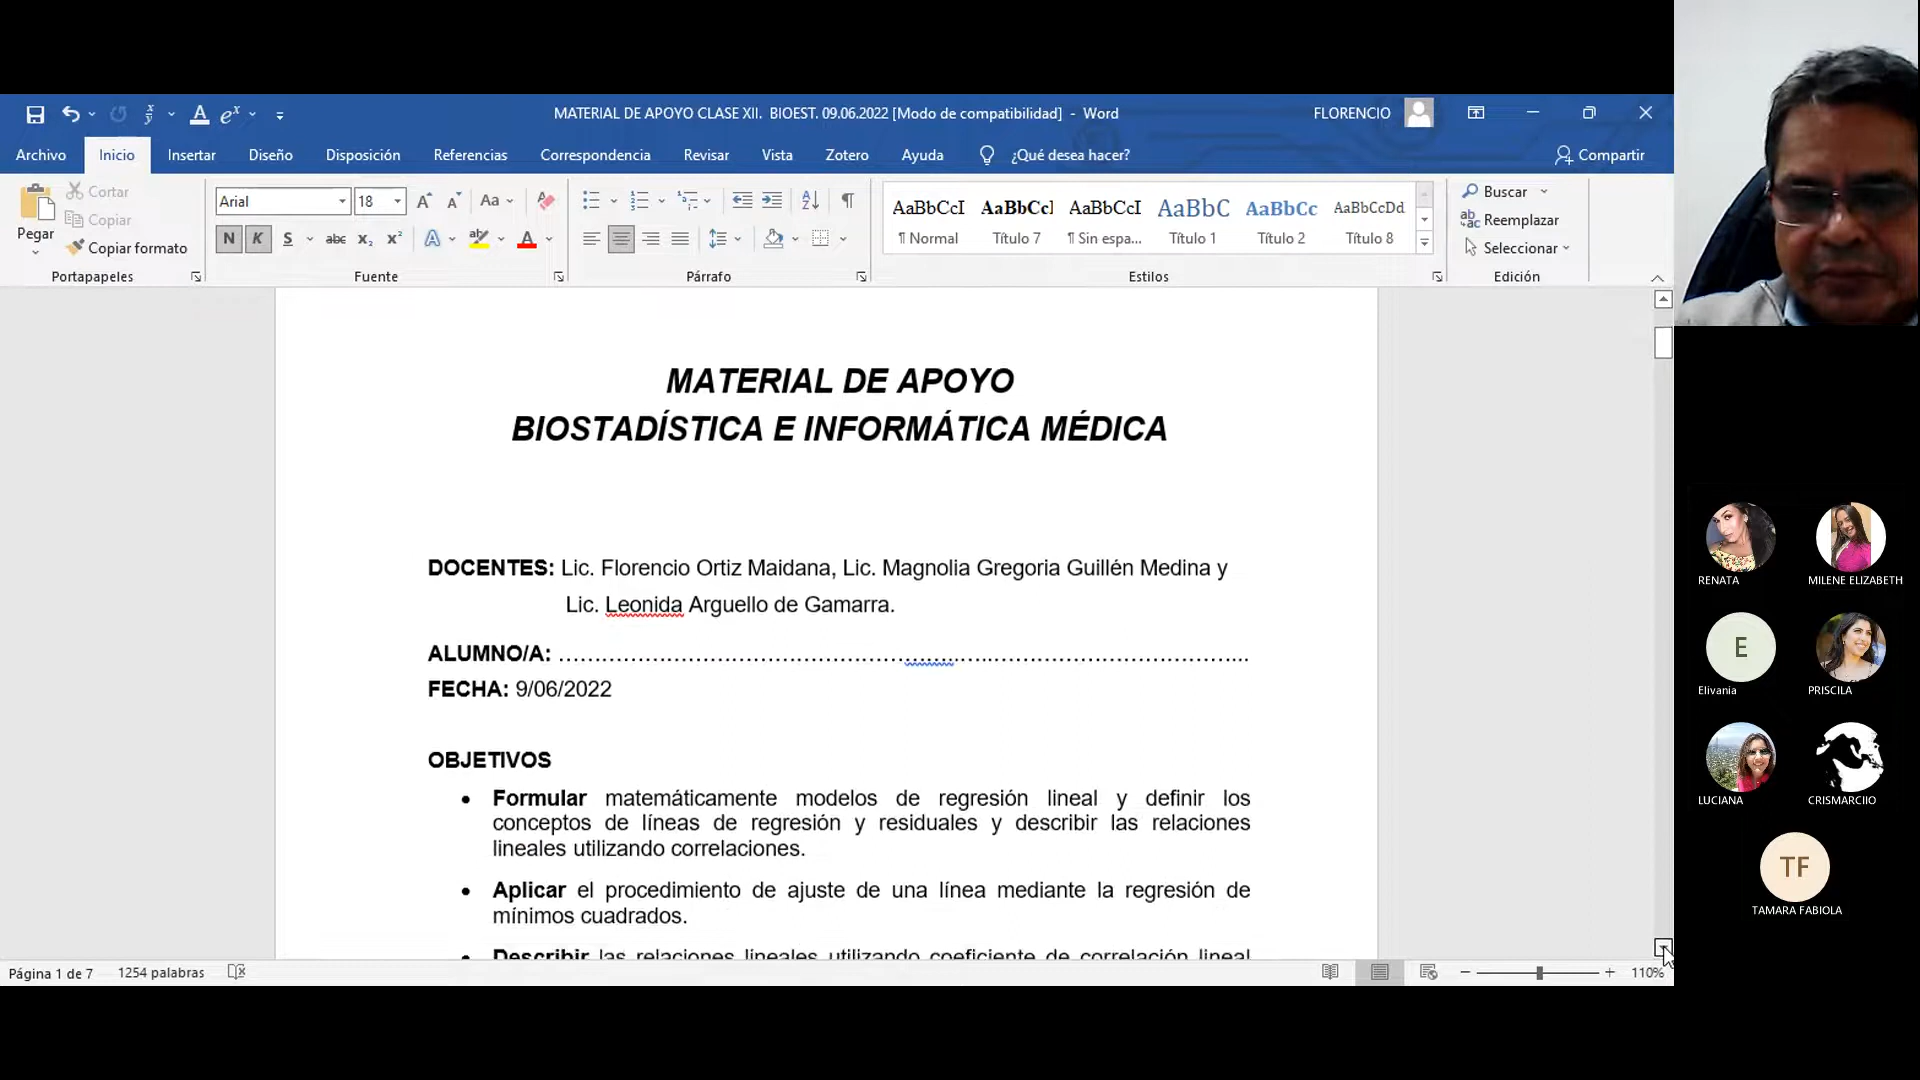 MATERIAL DE APOYO CLASE XII. BIOEST. 09.06.2022 [Modo de compatibilidad] - Word
FLORENCIO
Archivo Inicio Insertar Diseño Disposición Referencias Correspondencia Revisar Vista Zotero Ayuda ¿Qué desea hacer? Compartir
Pegar
Cortar
Copiar
Copiar formato
Portapapeles
Arial 18
N K S abc x₂ x²
Fuente
Párrafo
AaBbCcI AaBbCcI AaBbCcI AaBbC AaBbCc AaBbCcDd
¶ Normal Título 7 ¶ Sin espa... Título 1 Título 2 Título 8
Estilos
Buscar
Reemplazar
Seleccionar
Edición
MATERIAL DE APOYO
BIOSTADÍSTICA E INFORMÁTICA MÉDICA
DOCENTES: Lic. Florencio Ortiz Maidana, Lic. Magnolia Gregoria Guillén Medina y
Lic. Leonida Arguello de Gamarra.
ALUMNO/A: ……………………………………………………………………………...
FECHA: 9/06/2022
OBJETIVOS
• Formular matemáticamente modelos de regresión lineal y definir los
conceptos de líneas de regresión y residuales y describir las relaciones
lineales utilizando correlaciones.
• Aplicar el procedimiento de ajuste de una línea mediante la regresión de
mínimos cuadrados.
• Describir las relaciones lineales utilizando coeficiente de correlación lineal
Página 1 de 7 1254 palabras
110%
RENATA
MILENE ELIZABETH
E
Elivania
PRISCILA
LUCIANA
CRISMARCIIO
TF
TAMARA FABIOLA